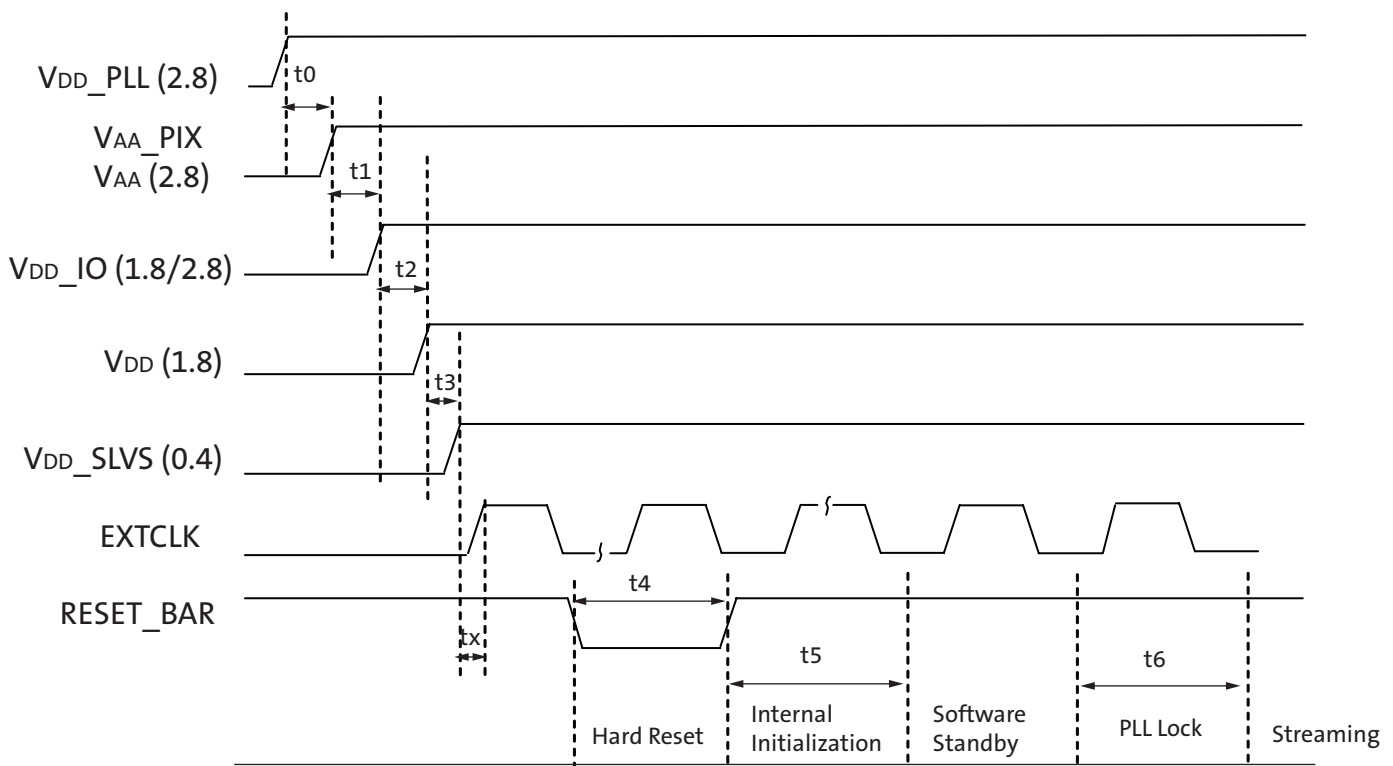 VDD_PLL (2.8)
t0
VAA_PIX
VAA (2.8)
t1
VDD_IO (1.8/2.8)
t2
VDD (1.8)
t3
VDD_SLVS (0.4)
EXTCLK
t4
RESET_BAR
tx
t5
t6
Hard Reset
Internal
Initialization
Software
Standby
PLL Lock
Streaming